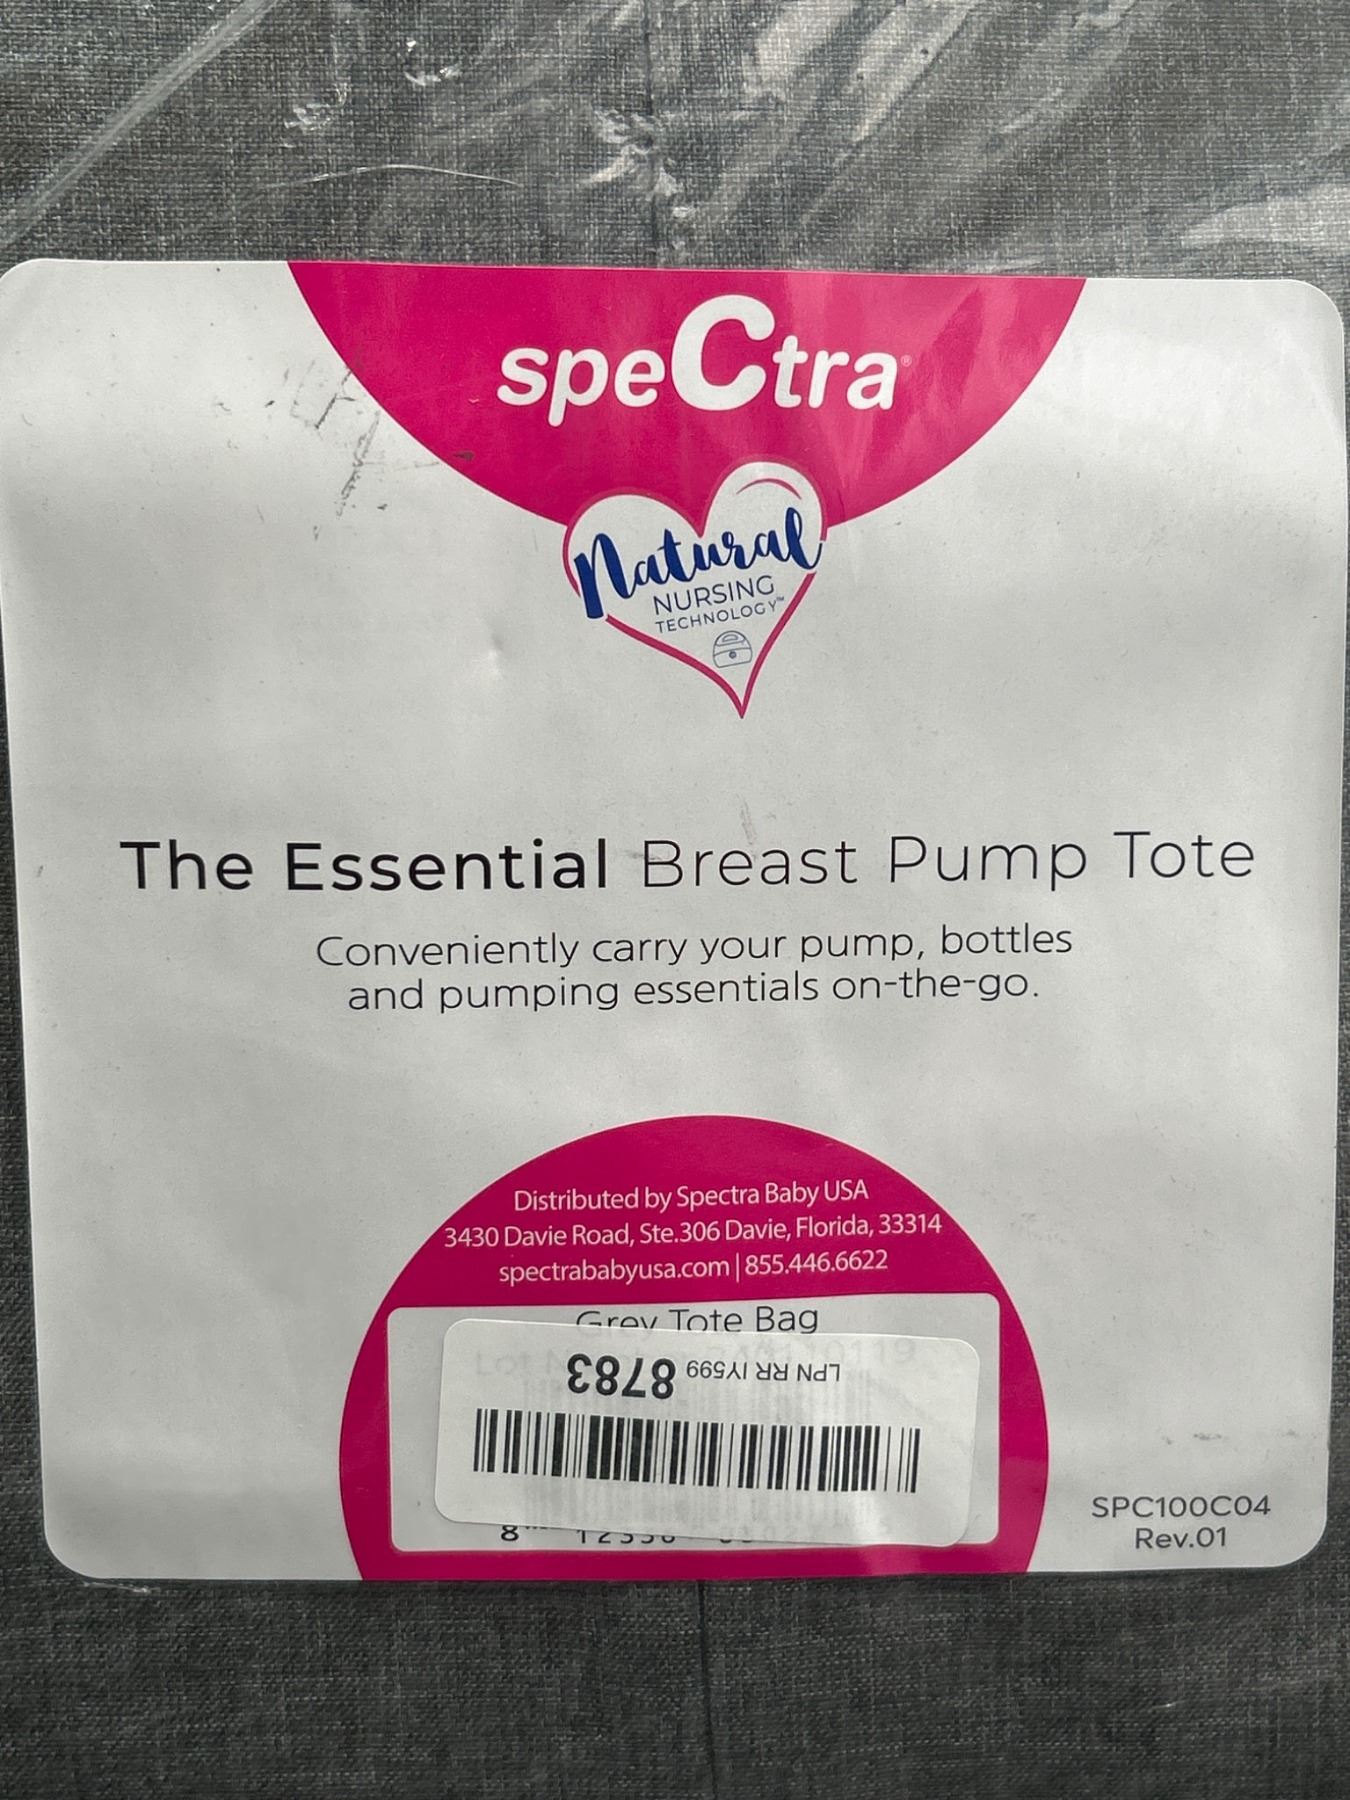 speCtra®
Natural
NURSING
TECHNOLOGY™
The Essential Breast Pump Tote
Conveniently carry your pump, bottles
and pumping essentials on-the-go.
Distributed by Spectra Baby USA
3430 Davie Road, Ste.306 Davie, Florida, 33314
spectrababyusa.com | 855.446.6622
Grey Tote Bag
LPN RR IY599 8783
8
SPC100C04
Rev.01